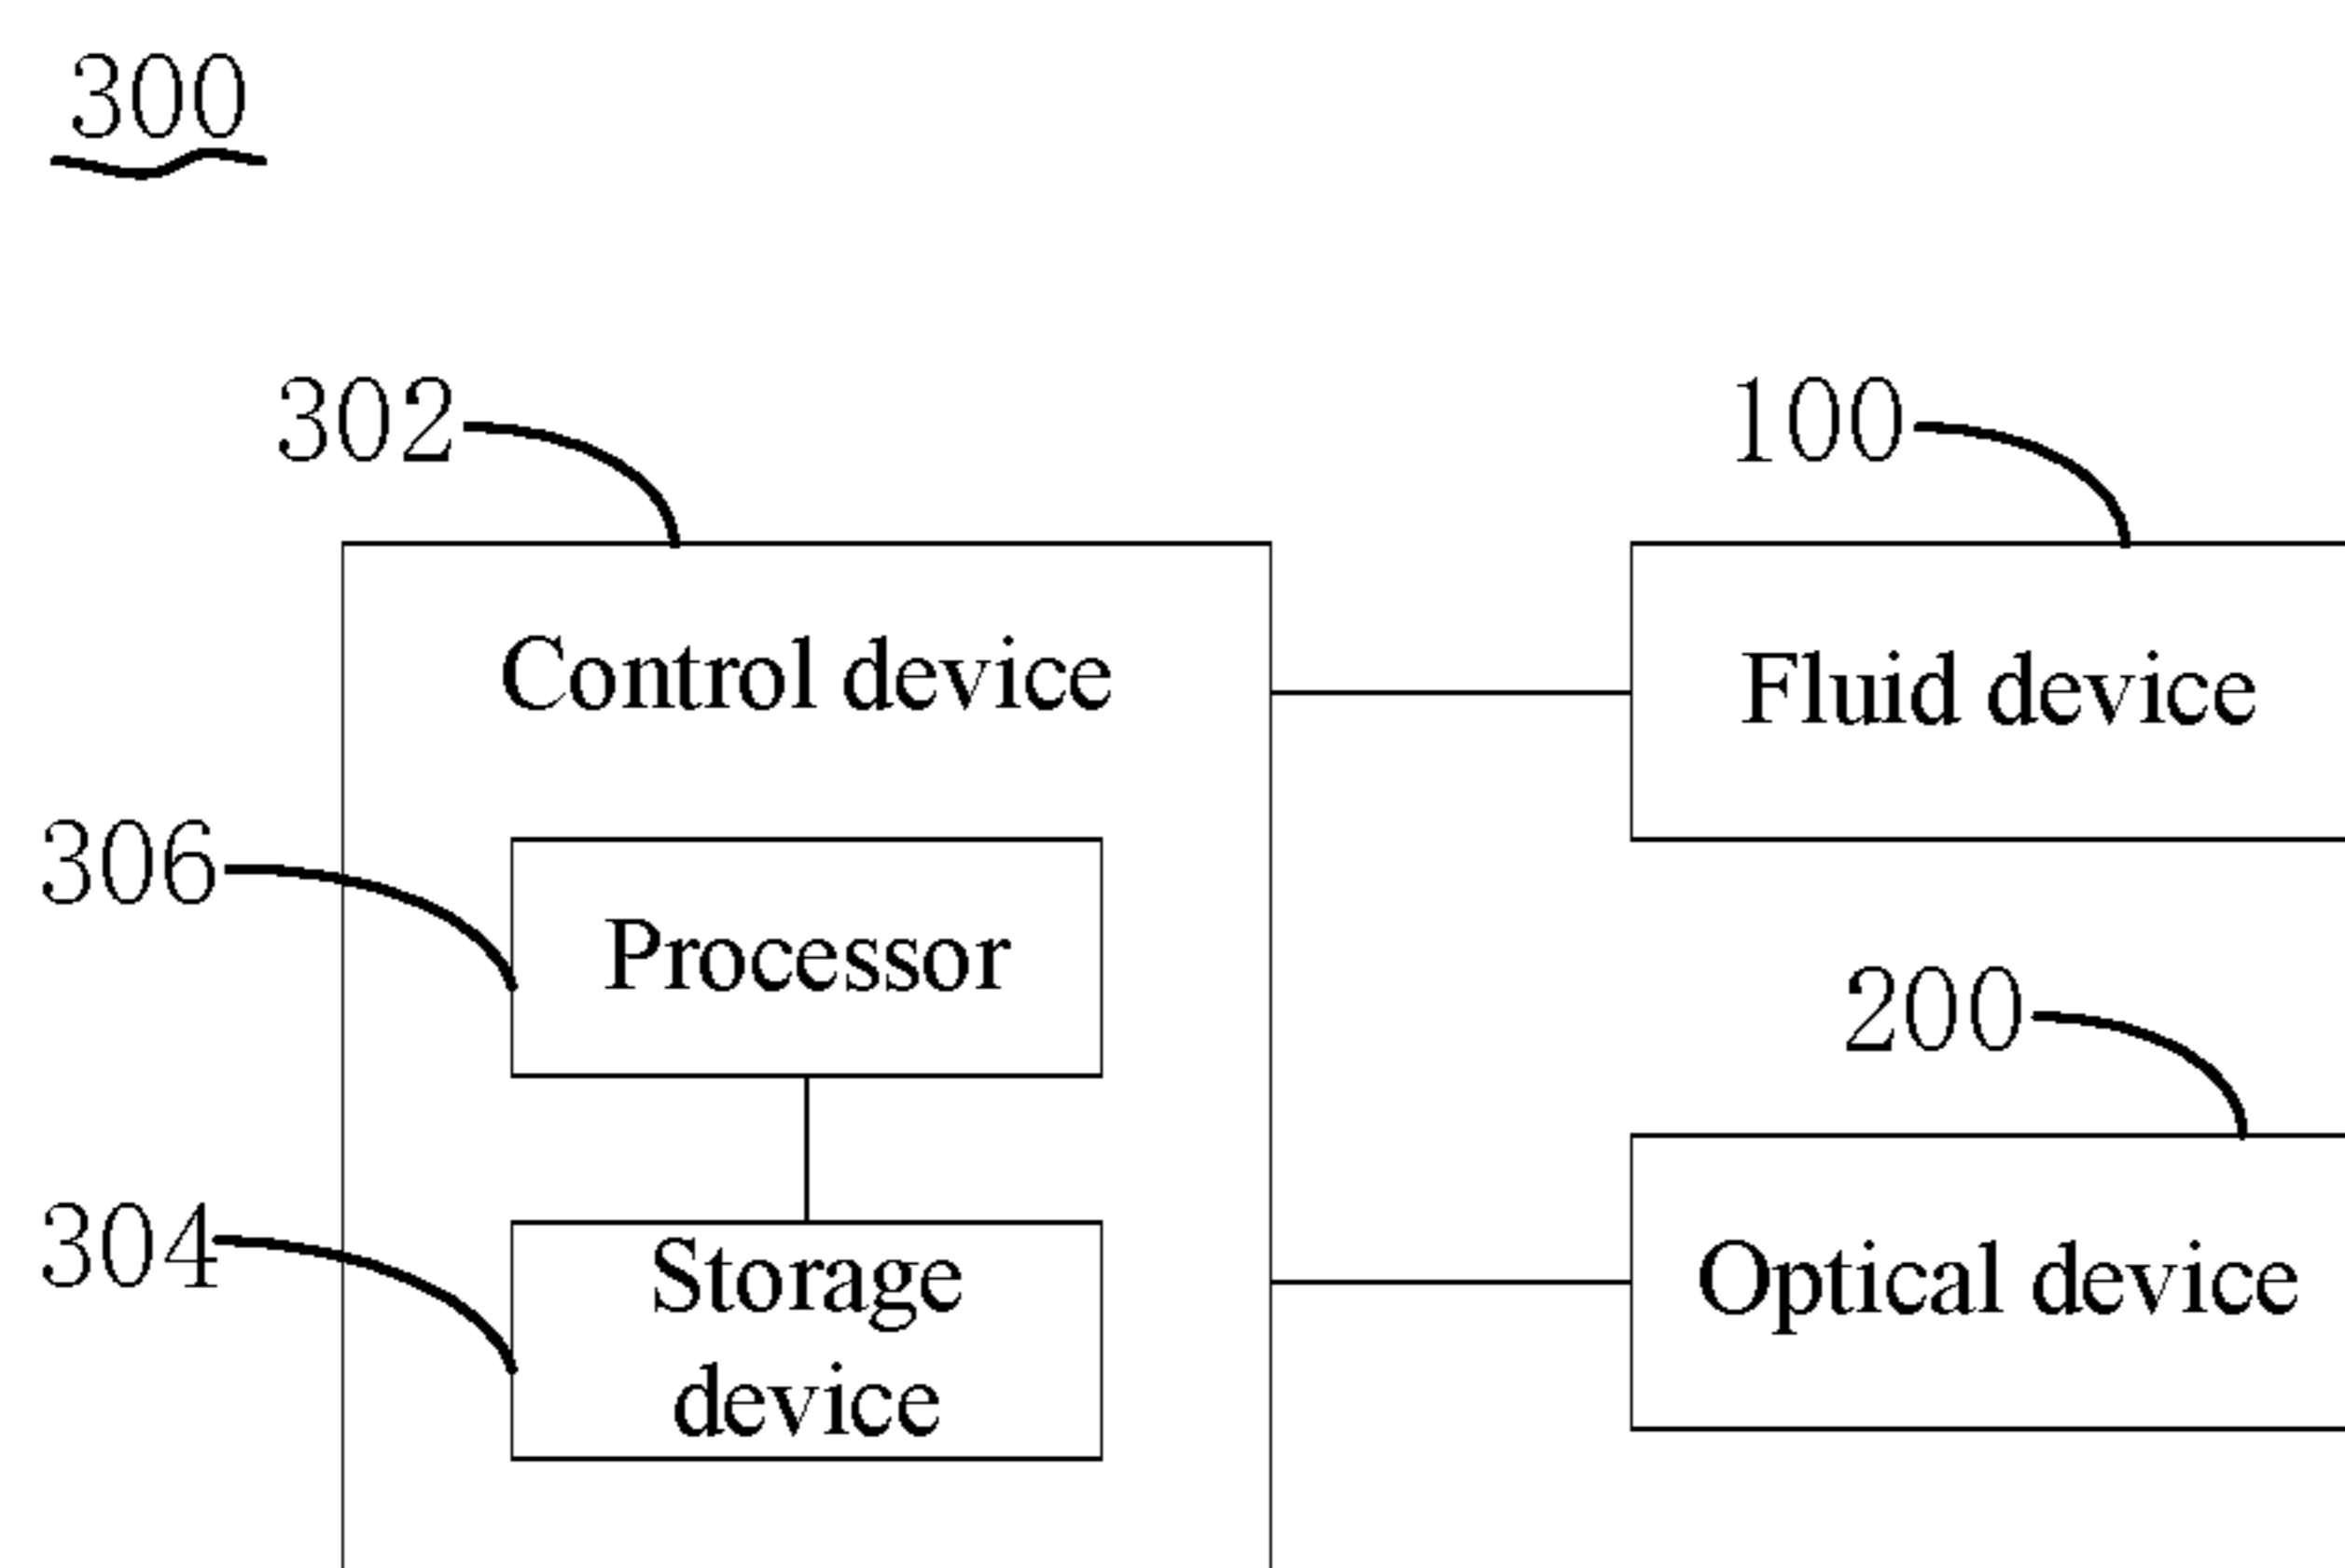 300
302
100
Control device
Fluid device
306
Processor
200
304
Storage
device
Optical device